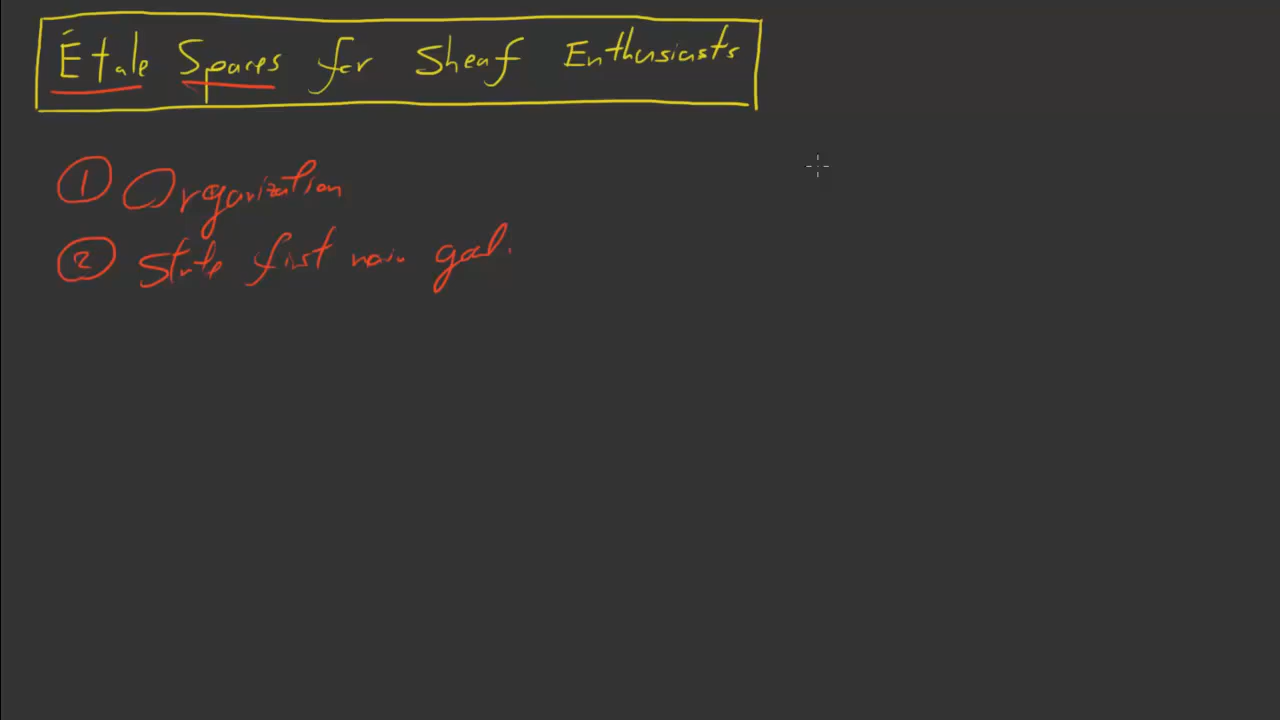 Étale Spaces for Sheaf Enthusiasts
① Organization
② State first main goal.